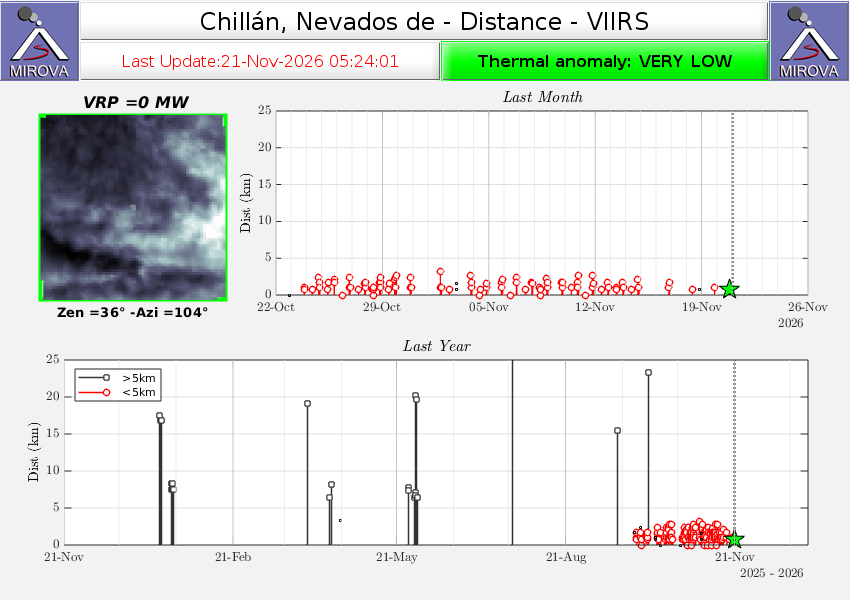 Chillán, Nevados de - Distance - VIIRS
MIROVA
Last Update:21-Nov-2026 05:24:01
Thermal anomaly: VERY LOW
MIROVA
VRP =0 MW
Zen =36° -Azi =104°
Last Month
Dist (km)
25
20
15
10
5
0
22-Oct
29-Oct
05-Nov
12-Nov
19-Nov
26-Nov
2026
Last Year
Dist (km)
25
20
15
10
5
0
>5km
<5km
21-Nov
21-Feb
21-May
21-Aug
21-Nov
2025 - 2026